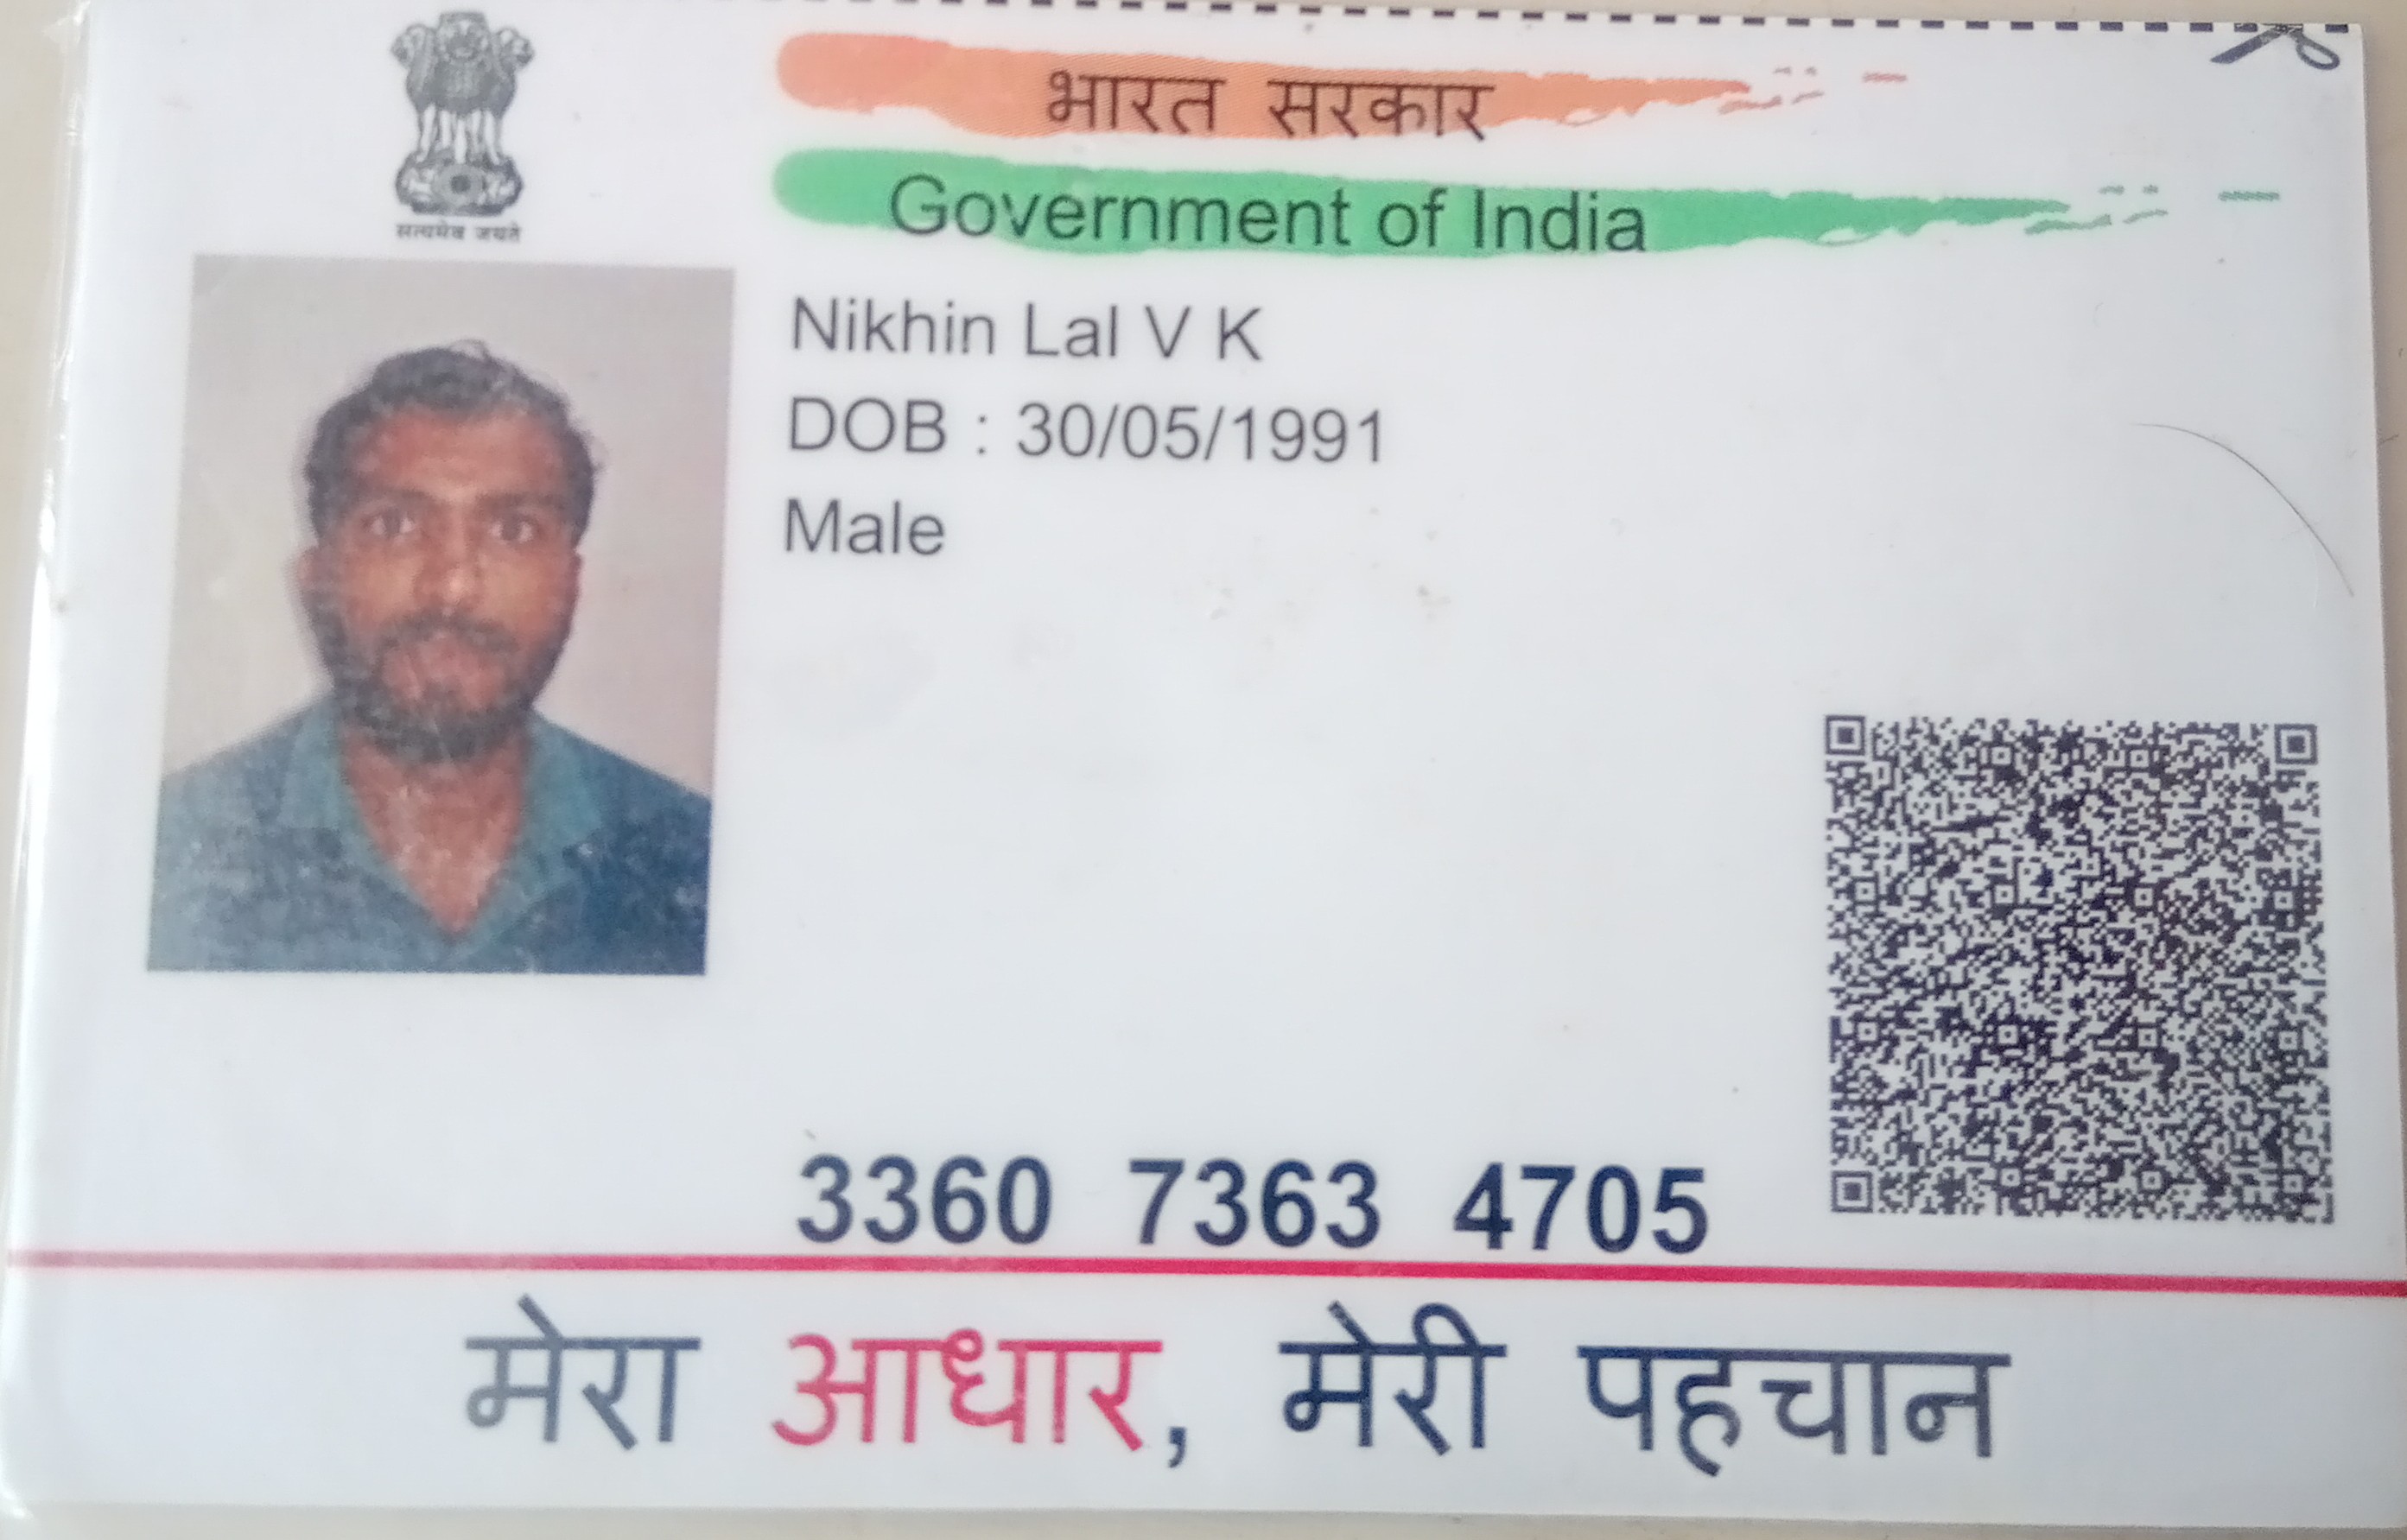 सत्यमेव जयते
भारत सरकार
Government of India
Nikhin Lal V K
DOB : 30/05/1991
Male
3360 7363 4705
मेरा आधार, मेरी पहचान